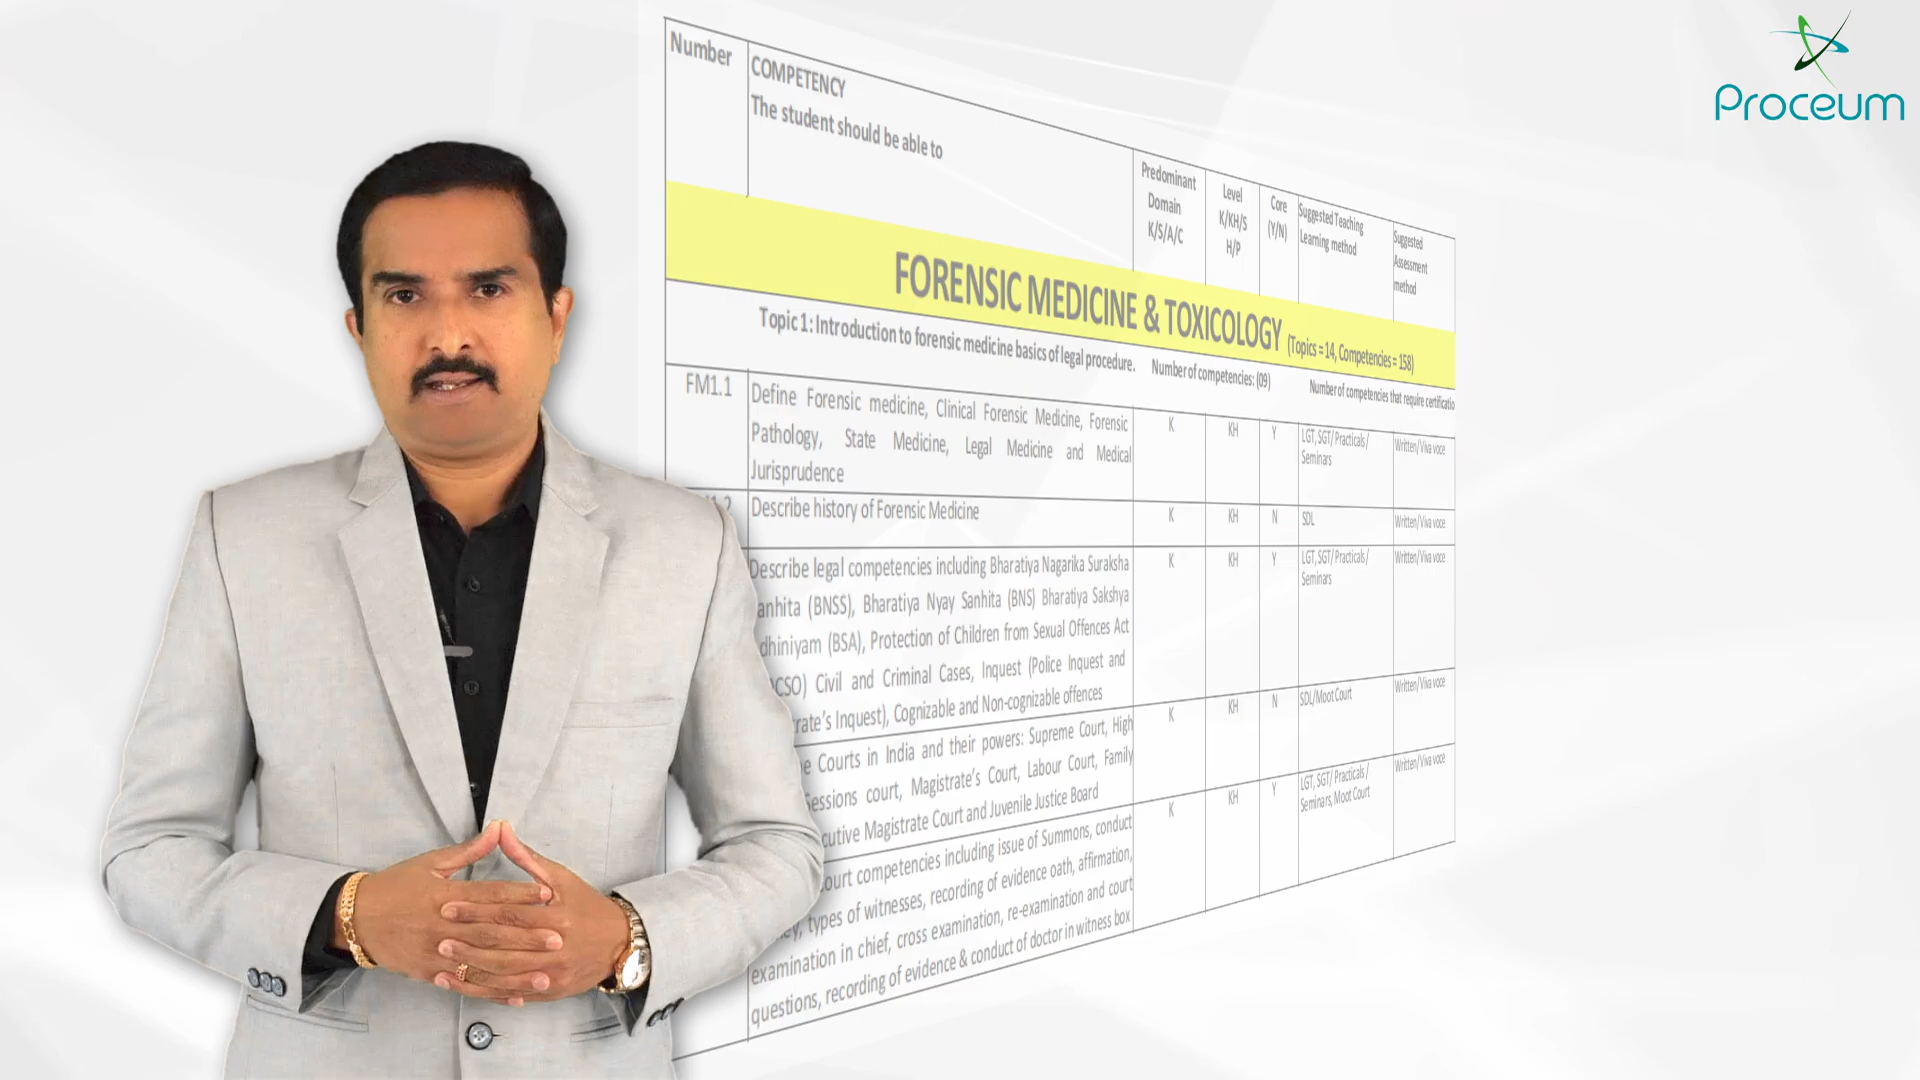 Proceum
Number
COMPETENCY
The student should be able to
Predominant
Domain
K/S/A/C
Level
K/KH/S
H/P
Core
(Y/N)
Suggested Teaching
Learning method
Suggested
Assessment
method
FORENSIC MEDICINE & TOXICOLOGY (Topics = 14, Competencies = 158)
Topic 1: Introduction to forensic medicine basics of legal procedure. Number of competencies: (09) Number of competencies that require
FM1.1
Define Forensic medicine, Clinical Forensic Medicine, Forensic
Pathology, State Medicine, Legal Medicine and Medical
Jurisprudence
K
KH
Y
LGT, SGT/ Practicals /
Seminars
Written/Viva voce
Describe history of Forensic Medicine
K
KH
N
SDL
Written/Viva voce
Describe legal competencies including Bharatiya Nagarika Suraksha
(BNSS), Bharatiya Nyay Sanhita (BNS) Bharatiya Sakshya
(BSA), Protection of Children from Sexual Offences Act
Civil and Criminal Cases, Inquest (Police Inquest and
Inquest), Cognizable and Non-cognizable offences
K
KH
Y
LGT, SGT/ Practicals /
Seminars
Written/Viva voce
Courts in India and their powers: Supreme Court, High
court, Magistrate's Court, Labour Court, Family
Magistrate Court and Juvenile Justice Board
K
KH
N
SDL/Moot Court
Written/Viva voce
competencies including issue of Summons, conduct
types of witnesses, recording of evidence oath, affirmation,
examination in chief, cross examination, re-examination and court
questions, recording of evidence & conduct of doctor in witness box
K
KH
Y
LGT, SGT/ Practicals /
Seminars, Moot Court
Written/Viva voce